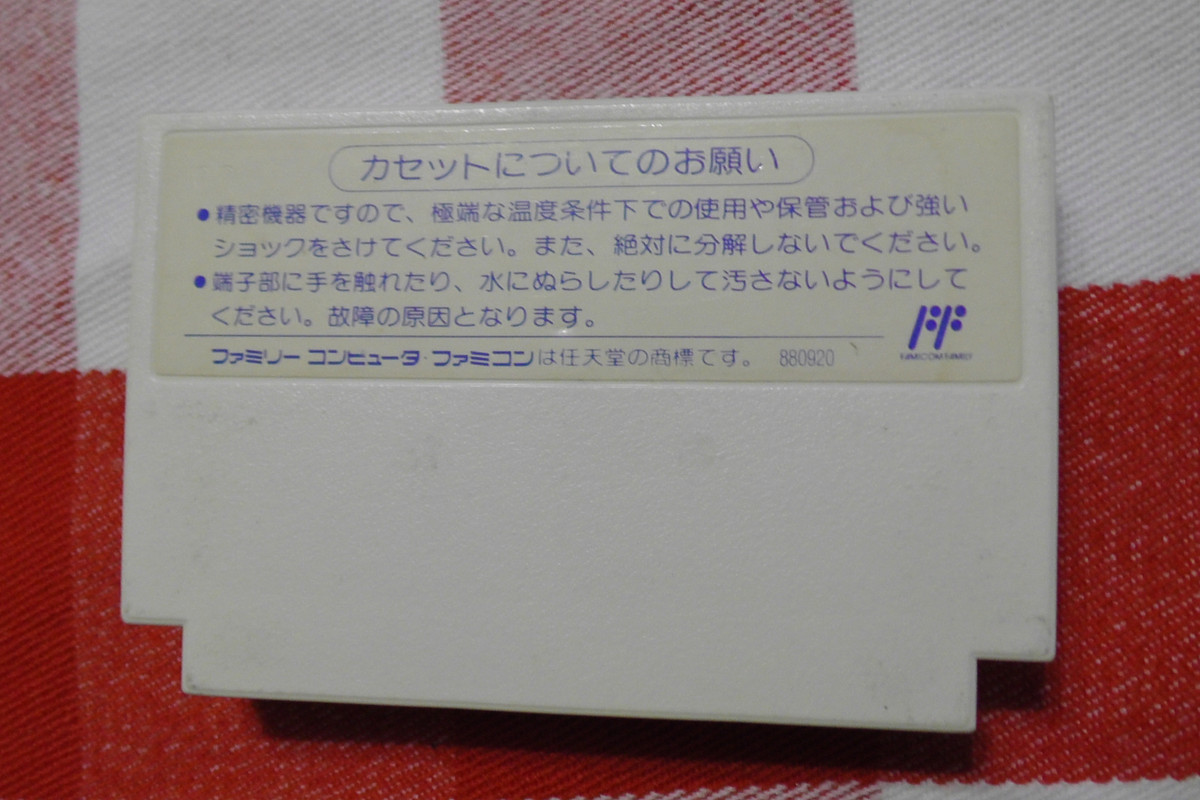 カセットについてのお願い
●精密機器ですので、極端な温度条件下での使用や保管および強い
ショックをさけてください。また、絶対に分解しないでください。
●端子部に手を触れたり、水にぬらしたりして汚さないようにして
ください。故障の原因となります。
FF
FAMICOM FAMILY
ファミリー コンピュータ・ファミコンは任天堂の商標です。 880920